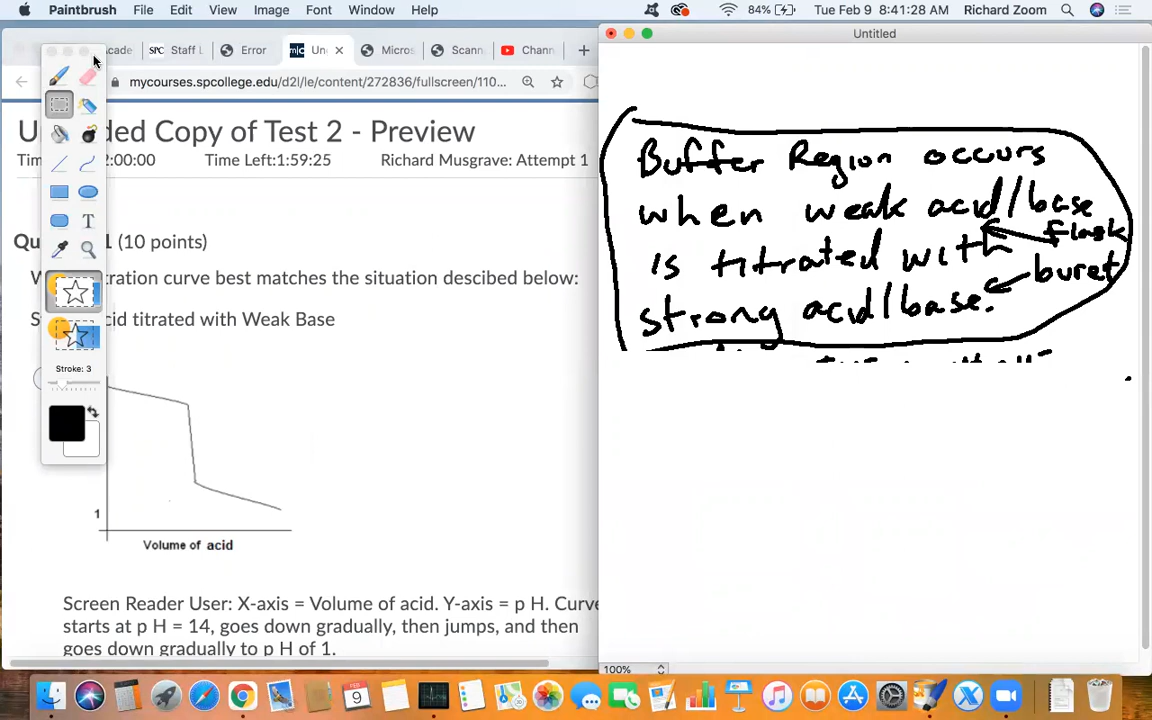 Paintbrush File Edit View Image Font Window Help 84% Tue Feb 9 8:41:28 AM Richard Zoom
Acade SPC Staff L Error Micros Scann Chann
Untitled
mycourses.spcollege.edu/d2l/le/content/272836/fullscreen/110...
Copy of Test 2 - Preview
2:00:00 Time Left:1:59:25 Richard Musgrave: Attempt 1
1 (10 points)
curve best matches the situation descibed below:
titrated with Weak Base
Stroke: 3
1
Volume of acid
Screen Reader User: X-axis = Volume of acid. Y-axis = p H. Curve
starts at p H = 14, goes down gradually, then jumps, and then
goes down gradually to p H of 1.
Buffer Region occurs
when weak acid/base
flask
is titrated with
buret
strong acid/base.
100%
FEB
9